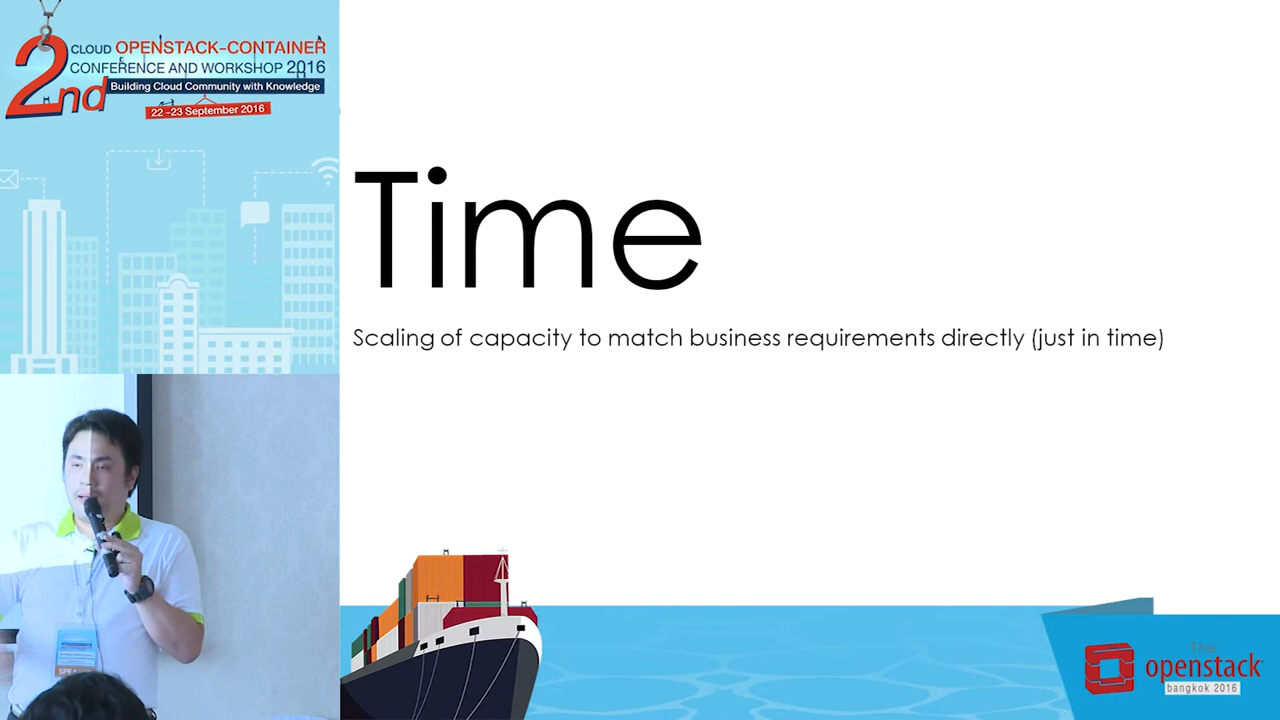 2nd
CLOUD OPENSTACK-CONTAINER
CONFERENCE AND WORKSHOP 2016
Building Cloud Community with Knowledge
22 -23 September 2016
Time
Scaling of capacity to match business requirements directly (just in time)
Thai
openstack
bangkok 2016